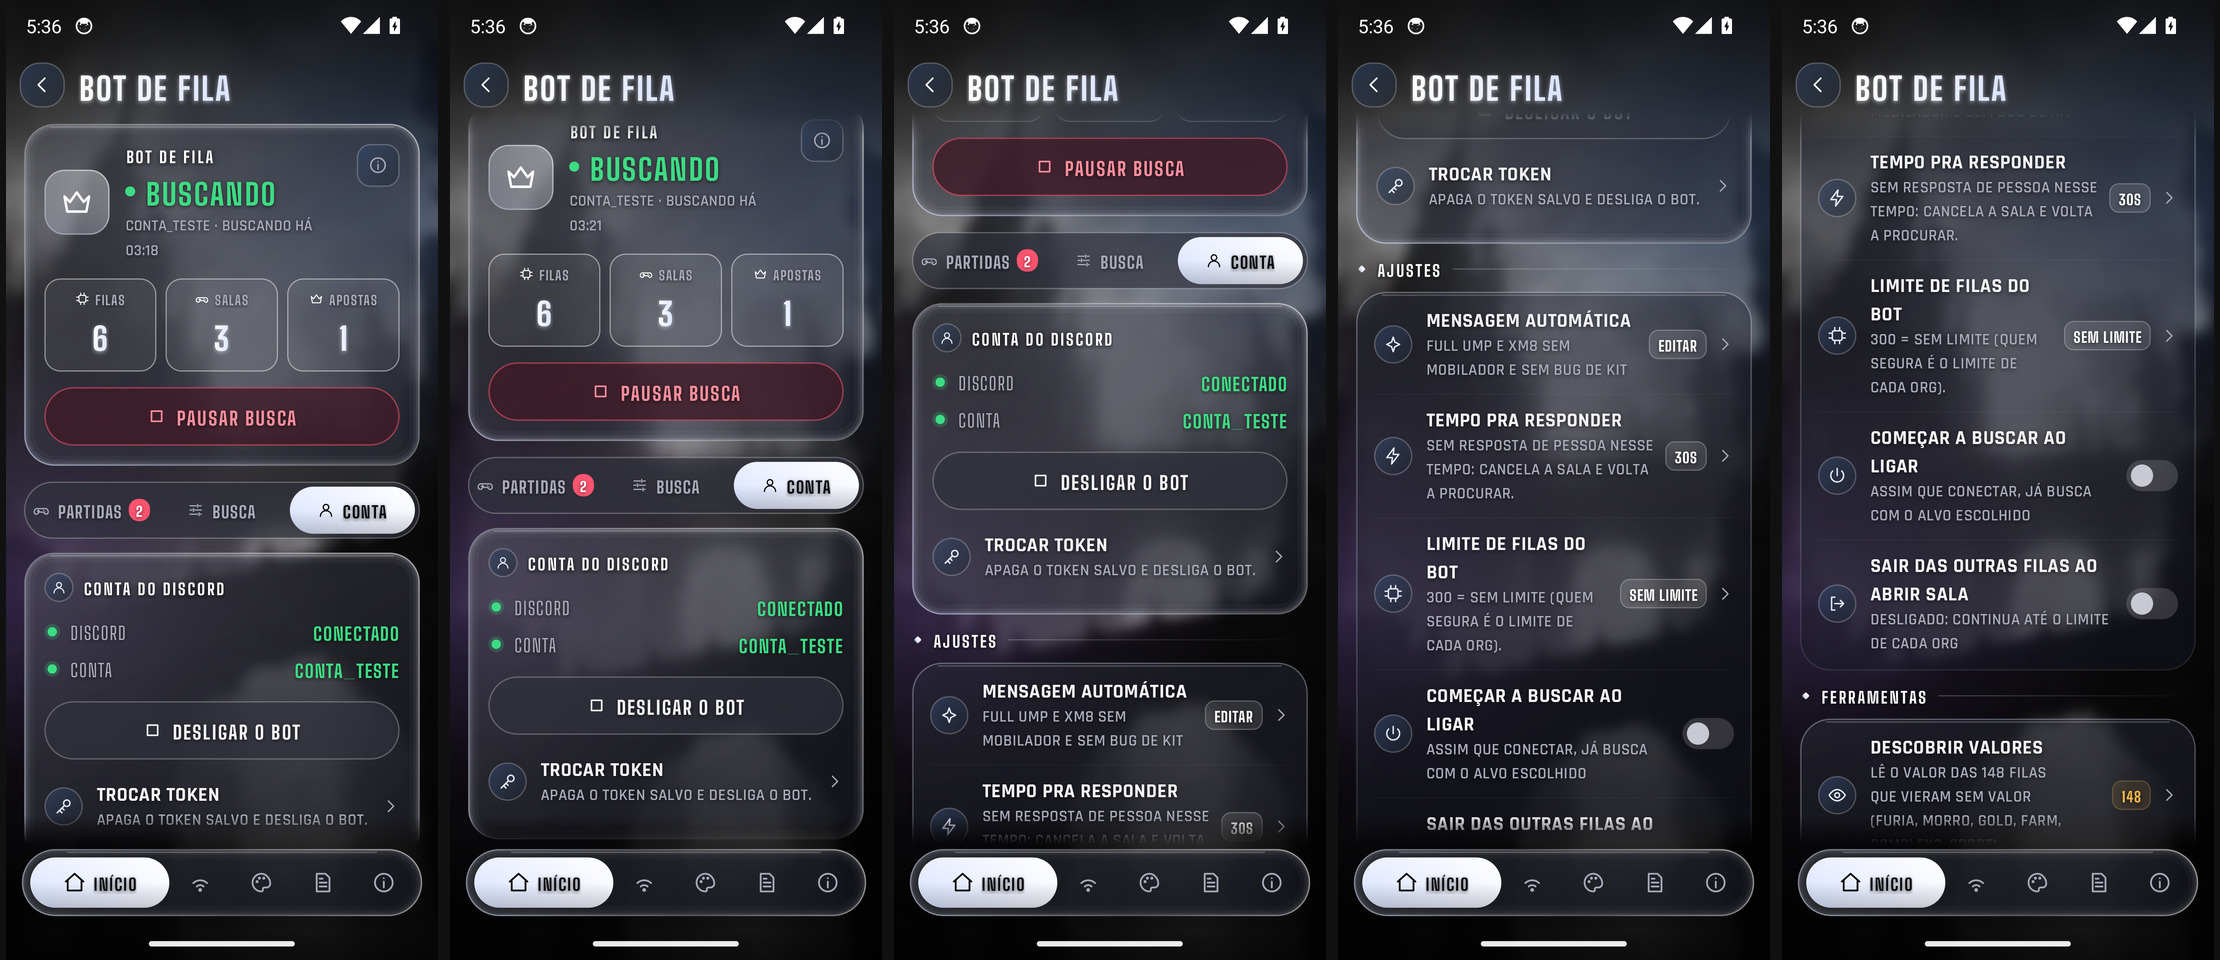 5:36
BOT DE FILA
BOT DE FILA
BUSCANDO
CONTA_TESTE · BUSCANDO HÁ
03:18
FILAS
6
SALAS
3
APOSTAS
1
PAUSAR BUSCA
PARTIDAS 2
BUSCA
CONTA
CONTA DO DISCORD
DISCORD CONECTADO
CONTA CONTA_TESTE
DESLIGAR O BOT
TROCAR TOKEN
APAGA O TOKEN SALVO E DESLIGA O BOT.
INÍCIO
5:36
BOT DE FILA
BOT DE FILA
BUSCANDO
CONTA_TESTE · BUSCANDO HÁ
03:21
FILAS
6
SALAS
3
APOSTAS
1
PAUSAR BUSCA
PARTIDAS 2
BUSCA
CONTA
CONTA DO DISCORD
DISCORD CONECTADO
CONTA CONTA_TESTE
DESLIGAR O BOT
TROCAR TOKEN
APAGA O TOKEN SALVO E DESLIGA O BOT.
INÍCIO
5:36
BOT DE FILA
PAUSAR BUSCA
PARTIDAS 2
BUSCA
CONTA
CONTA DO DISCORD
DISCORD CONECTADO
CONTA CONTA_TESTE
DESLIGAR O BOT
TROCAR TOKEN
APAGA O TOKEN SALVO E DESLIGA O BOT.
AJUSTES
MENSAGEM AUTOMÁTICA
FULL UMP E XM8 SEM
MOBILADOR E SEM BUG DE KIT
EDITAR
TEMPO PRA RESPONDER
SEM RESPOSTA DE PESSOA NESSE
TEMPO: CANCELA A SALA E VOLTA
30S
INÍCIO
5:36
BOT DE FILA
DESLIGAR O BOT
TROCAR TOKEN
APAGA O TOKEN SALVO E DESLIGA O BOT.
AJUSTES
MENSAGEM AUTOMÁTICA
FULL UMP E XM8 SEM
MOBILADOR E SEM BUG DE KIT
EDITAR
TEMPO PRA RESPONDER
SEM RESPOSTA DE PESSOA NESSE
TEMPO: CANCELA A SALA E VOLTA
A PROCURAR.
30S
LIMITE DE FILAS DO
BOT
300 = SEM LIMITE (QUEM
SEGURA É O LIMITE DE
CADA ORG).
SEM LIMITE
COMEÇAR A BUSCAR AO
LIGAR
ASSIM QUE CONECTAR, JÁ BUSCA
COM O ALVO ESCOLHIDO
SAIR DAS OUTRAS FILAS AO
INÍCIO
5:36
BOT DE FILA
TEMPO PRA RESPONDER
SEM RESPOSTA DE PESSOA NESSE
TEMPO: CANCELA A SALA E VOLTA
A PROCURAR.
30S
LIMITE DE FILAS DO
BOT
300 = SEM LIMITE (QUEM
SEGURA É O LIMITE DE
CADA ORG).
SEM LIMITE
COMEÇAR A BUSCAR AO
LIGAR
ASSIM QUE CONECTAR, JÁ BUSCA
COM O ALVO ESCOLHIDO
SAIR DAS OUTRAS FILAS AO
ABRIR SALA
DESLIGADO: CONTINUA ATÉ O LIMITE
DE CADA ORG
FERRAMENTAS
DESCOBRIR VALORES
LÊ O VALOR DAS 148 FILAS
QUE VIERAM SEM VALOR
(FURIA, MORRO, GOLD, FARM,
148
INÍCIO